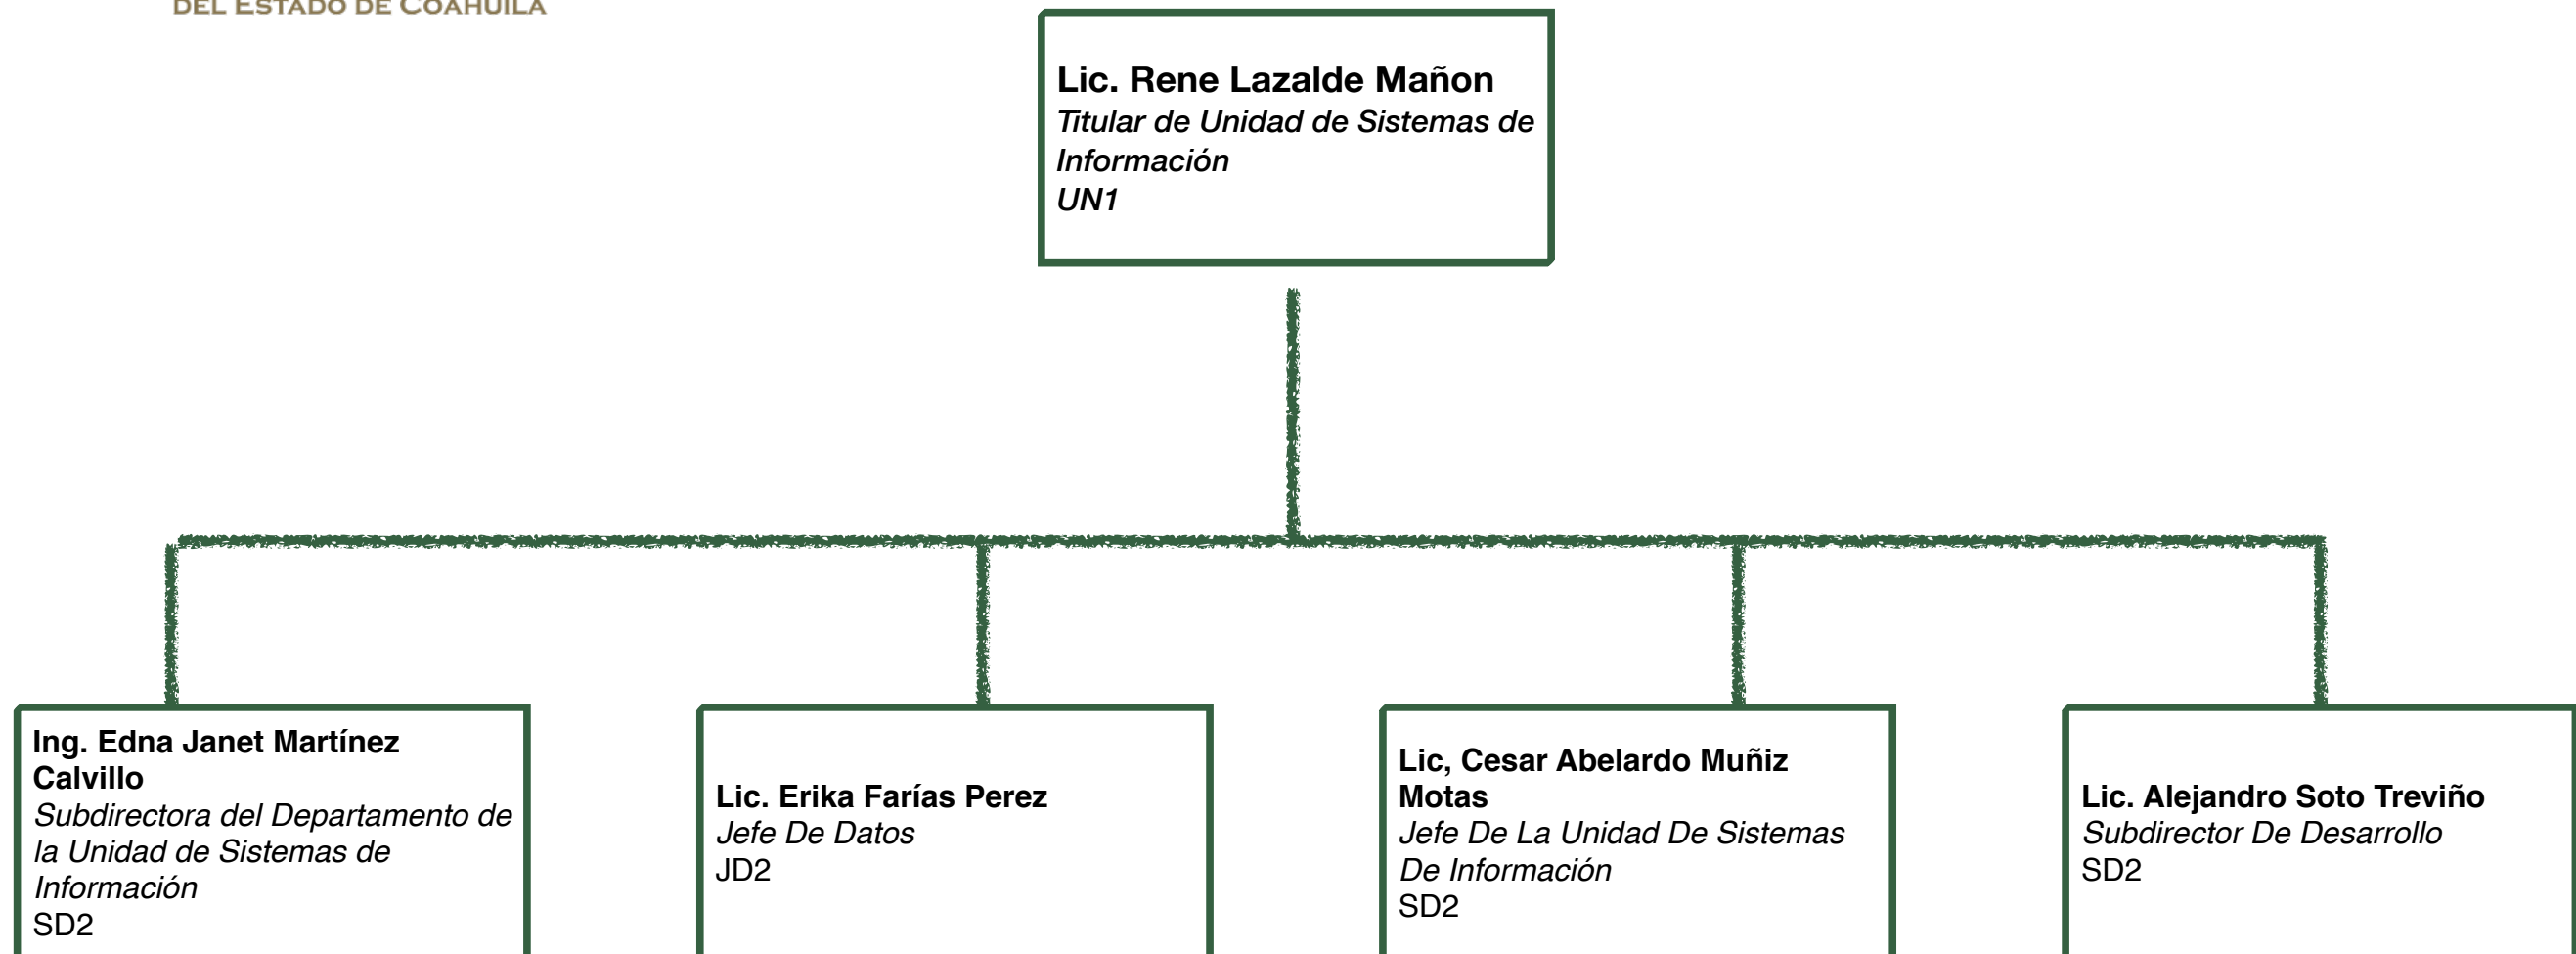 DEL ESTADO DE COAHUILA
Lic. Rene Lazalde Mañon
Titular de Unidad de Sistemas de
Información
UN1
Ing. Edna Janet Martínez
Calvillo
Subdirectora del Departamento de
la Unidad de Sistemas de
Información
SD2
Lic. Erika Farías Perez
Jefe De Datos
JD2
Lic, Cesar Abelardo Muñiz
Motas
Jefe De La Unidad De Sistemas
De Información
SD2
Lic. Alejandro Soto Treviño
Subdirector De Desarrollo
SD2